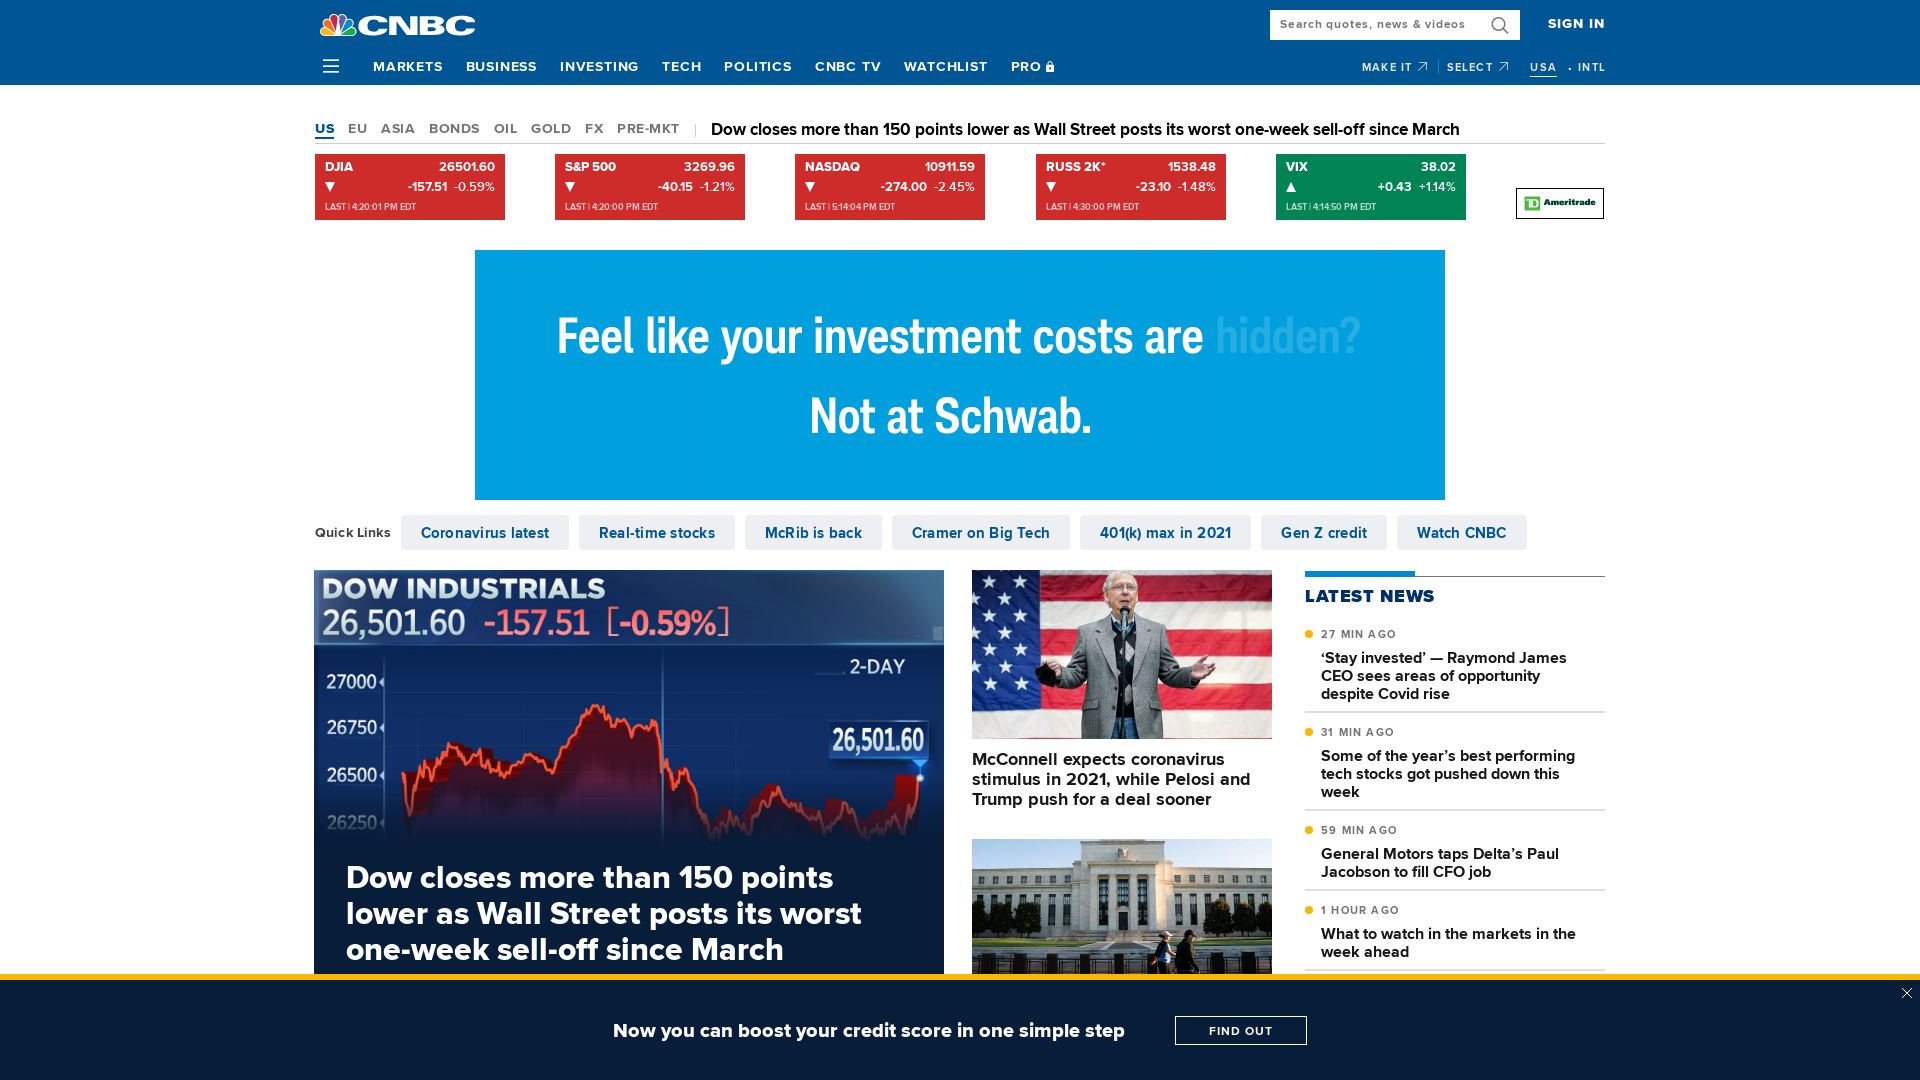 CNBC
Search quotes, news & videos
SIGN IN
MARKETS
BUSINESS
INVESTING
TECH
POLITICS
CNBC TV
WATCHLIST
PRO
MAKE IT
SELECT
USA
• INTL
US
EU
ASIA
BONDS
OIL
GOLD
FX
PRE-MKT
Dow closes more than 150 points lower as Wall Street posts its worst one-week sell-off since March
DJIA 26501.60
-157.51 -0.59%
LAST | 4:20:01 PM EDT
S&P 500 3269.96
-40.15 -1.21%
LAST | 4:20:00 PM EDT
NASDAQ 10911.59
-274.00 -2.45%
LAST | 5:14:04 PM EDT
RUSS 2K* 1538.48
-23.10 -1.48%
LAST | 4:30:00 PM EDT
VIX 38.02
+0.43 +1.14%
LAST | 4:14:50 PM EDT
TD Ameritrade
Feel like your investment costs are hidden?
Not at Schwab.
Quick Links
Coronavirus latest
Real-time stocks
McRib is back
Cramer on Big Tech
401(k) max in 2021
Gen Z credit
Watch CNBC
DOW INDUSTRIALS
26,501.60 -157.51 [-0.59%]
2-DAY
27000
26750
26500
26250
26,501.60
Dow closes more than 150 points
lower as Wall Street posts its worst
one-week sell-off since March
McConnell expects coronavirus
stimulus in 2021, while Pelosi and
Trump push for a deal sooner
LATEST NEWS
27 MIN AGO
‘Stay invested’ — Raymond James
CEO sees areas of opportunity
despite Covid rise
31 MIN AGO
Some of the year’s best performing
tech stocks got pushed down this
week
59 MIN AGO
General Motors taps Delta’s Paul
Jacobson to fill CFO job
1 HOUR AGO
What to watch in the markets in the
week ahead
Now you can boost your credit score in one simple step
FIND OUT